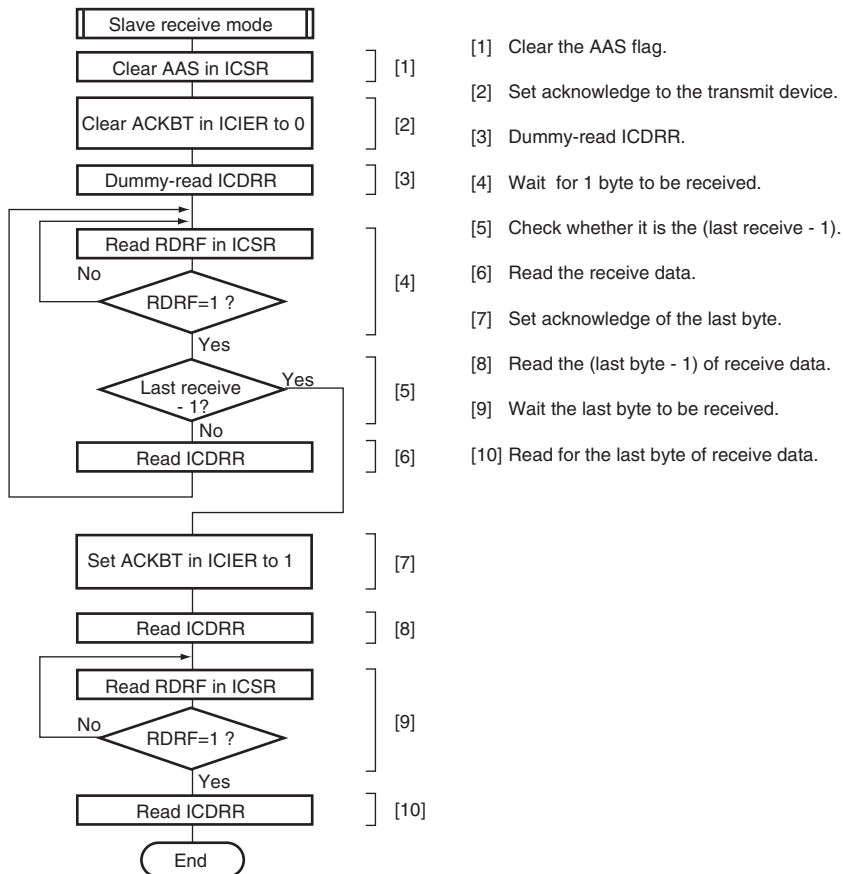 Slave receive mode
Clear AAS in ICSR
[1]
Clear ACKBT in ICIER to 0
[2]
Dummy-read ICDRR
[3]
Read RDRF in ICSR
No
RDRF=1 ?
[4]
Yes
Last receive
- 1?
Yes
[5]
No
Read ICDRR
[6]
Set ACKBT in ICIER to 1
[7]
Read ICDRR
[8]
Read RDRF in ICSR
No
RDRF=1 ?
[9]
Yes
Read ICDRR
[10]
End
[1] Clear the AAS flag.
[2] Set acknowledge to the transmit device.
[3] Dummy-read ICDRR.
[4] Wait for 1 byte to be received.
[5] Check whether it is the (last receive - 1).
[6] Read the receive data.
[7] Set acknowledge of the last byte.
[8] Read the (last byte - 1) of receive data.
[9] Wait the last byte to be received.
[10] Read for the last byte of receive data.